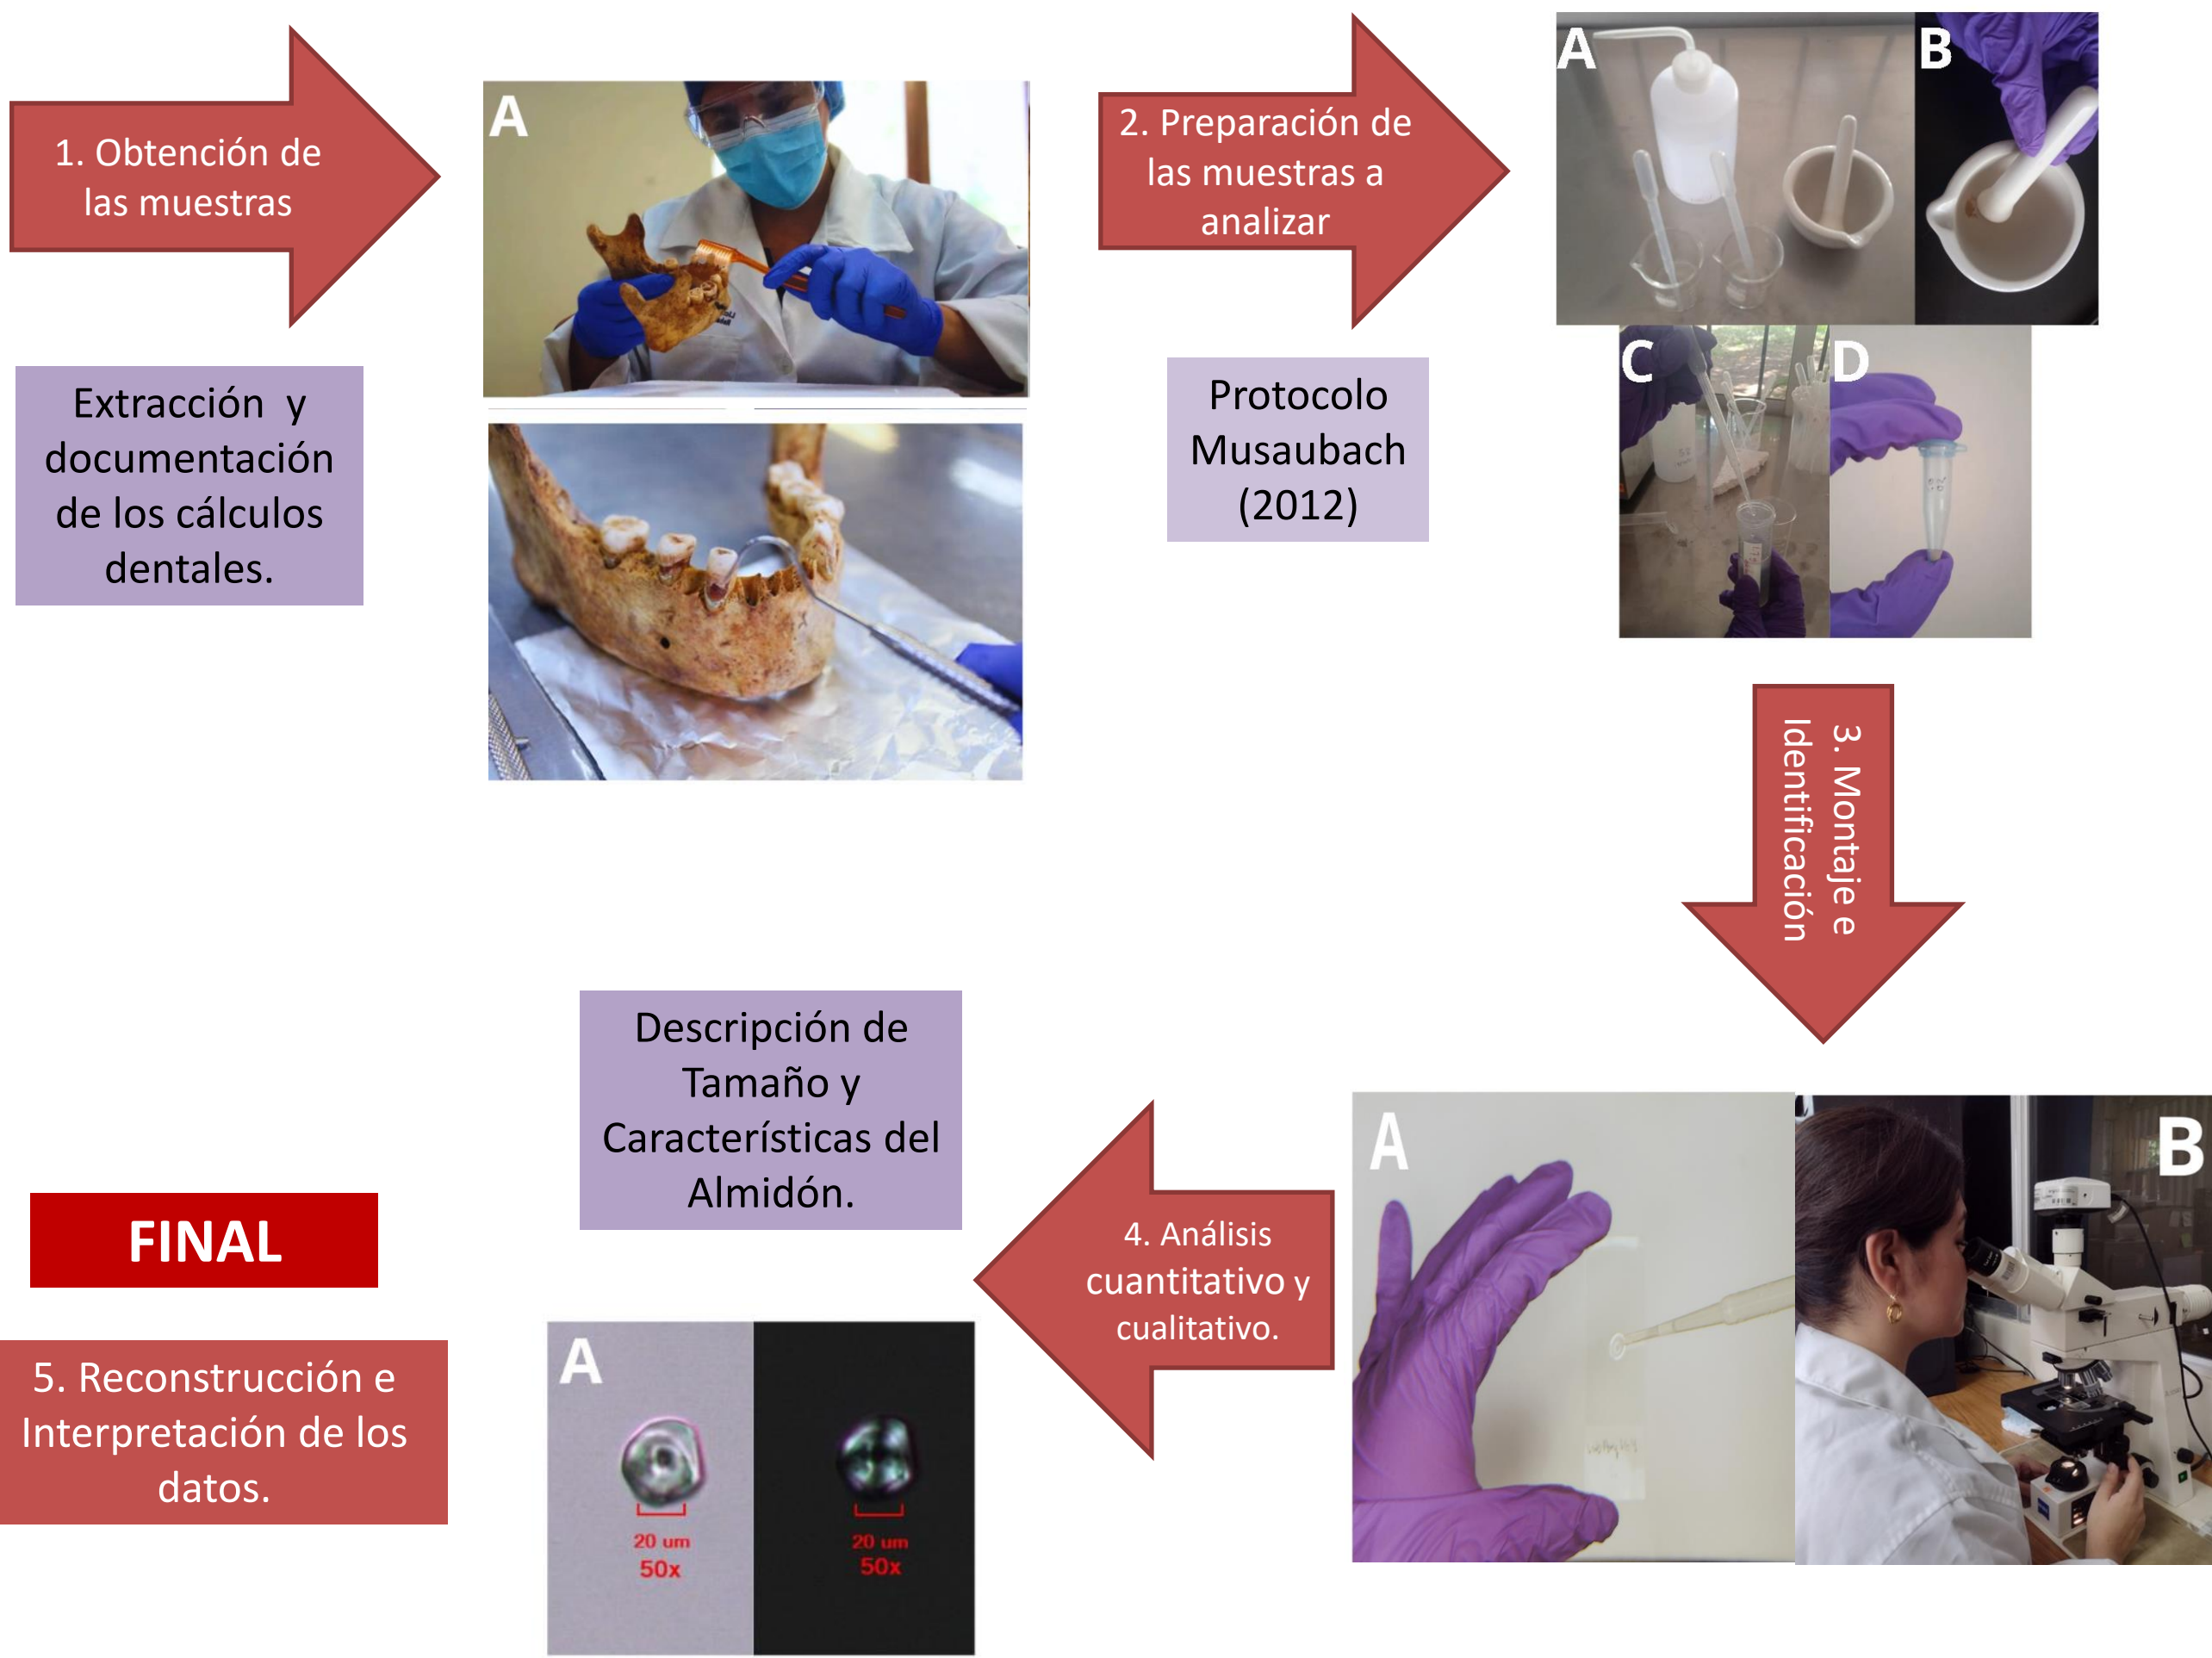 1. Obtención de
las muestras
Extracción y
documentación
de los cálculos
dentales.
A
2. Preparación de
las muestras a
analizar
Protocolo
Musaubach
(2012)
A
B
C
D
3. Montaje e
Identificación
A
B
4. Análisis
cuantitativo y
cualitativo.
Descripción de
Tamaño y
Características del
Almidón.
A
20 um
50x
20 um
50x
FINAL
5. Reconstrucción e
Interpretación de los
datos.